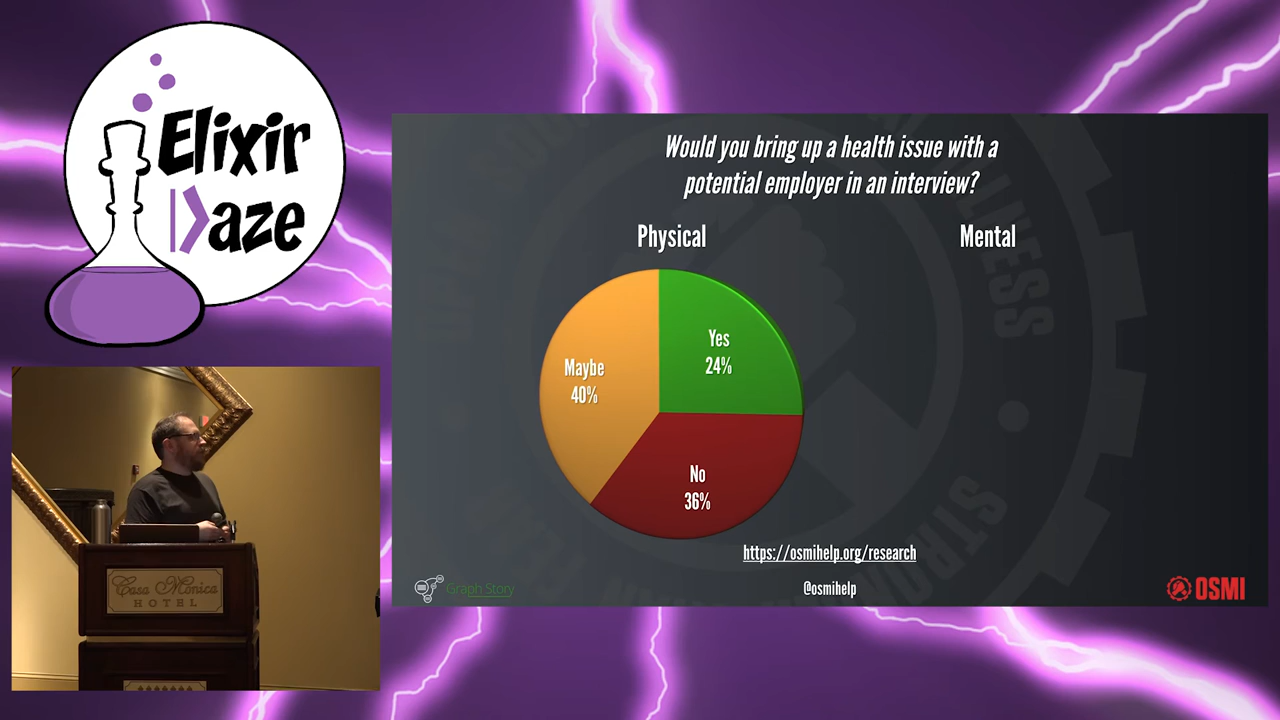 Elixir
Daze
Would you bring up a health issue with a
potential employer in an interview?
Physical
Mental
Yes
24%
Maybe
40%
No
36%
https://osmihelp.org/research
@osmihelp
Graph Story
OSMI
Casa Monica
HOTEL